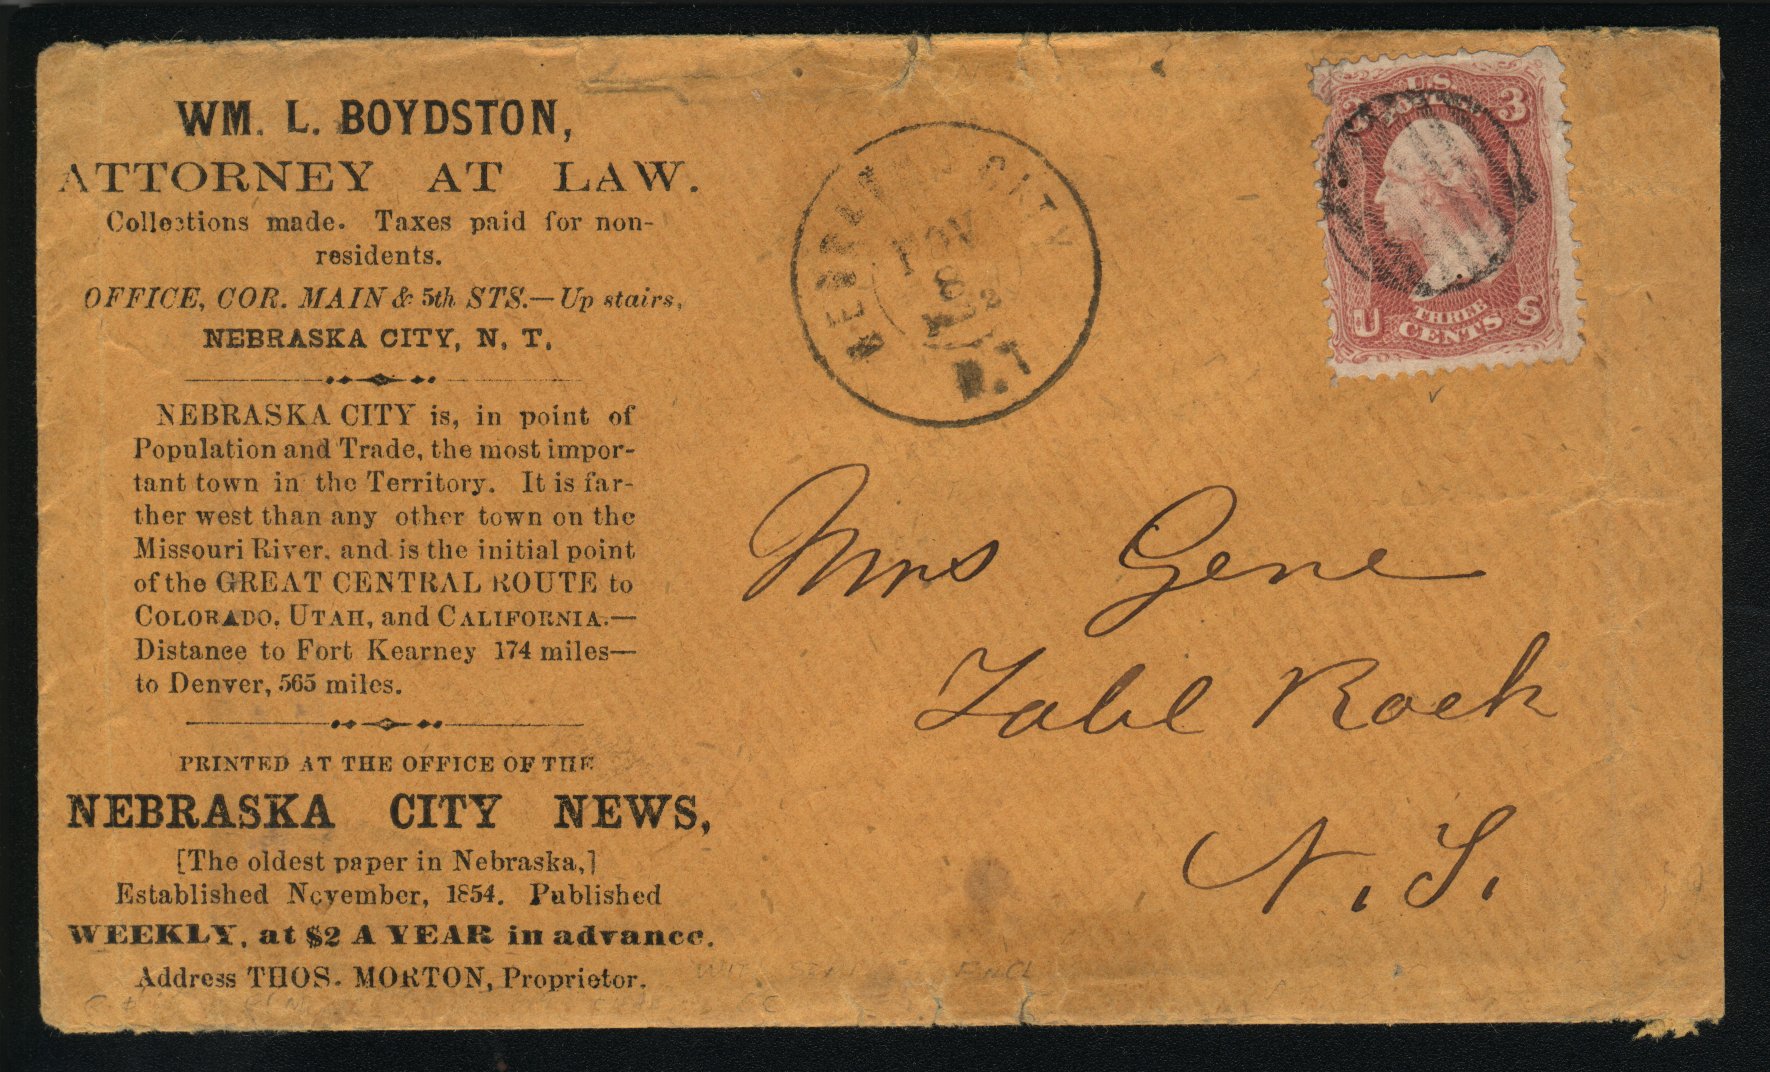 WM. L. BOYDSTON,
ATTORNEY AT LAW.
Collections made. Taxes paid for non-
residents.
OFFICE, COR. MAIN & 5th STS.—Up stairs,
NEBRASKA CITY, N. T.
NEBRASKA CITY is, in point of
Population and Trade, the most impor-
tant town in the Territory. It is far-
ther west than any other town on the
Missouri River, and is the initial point
of the GREAT CENTRAL ROUTE to
COLORADO, UTAH, and CALIFORNIA.—
Distance to Fort Kearney 174 miles—
to Denver, 565 miles.
PRINTED AT THE OFFICE OF THE
NEBRASKA CITY NEWS,
[The oldest paper in Nebraska,]
Established November, 1854. Published
WEEKLY, at $2 A YEAR in advance.
Address THOS. MORTON, Proprietor.
NEBRASKA CITY
NOV
8
N.T
U.S. POSTAGE
3 3
THREE
U CENTS S
Mrs Gene
Tabl Rock
N. T.